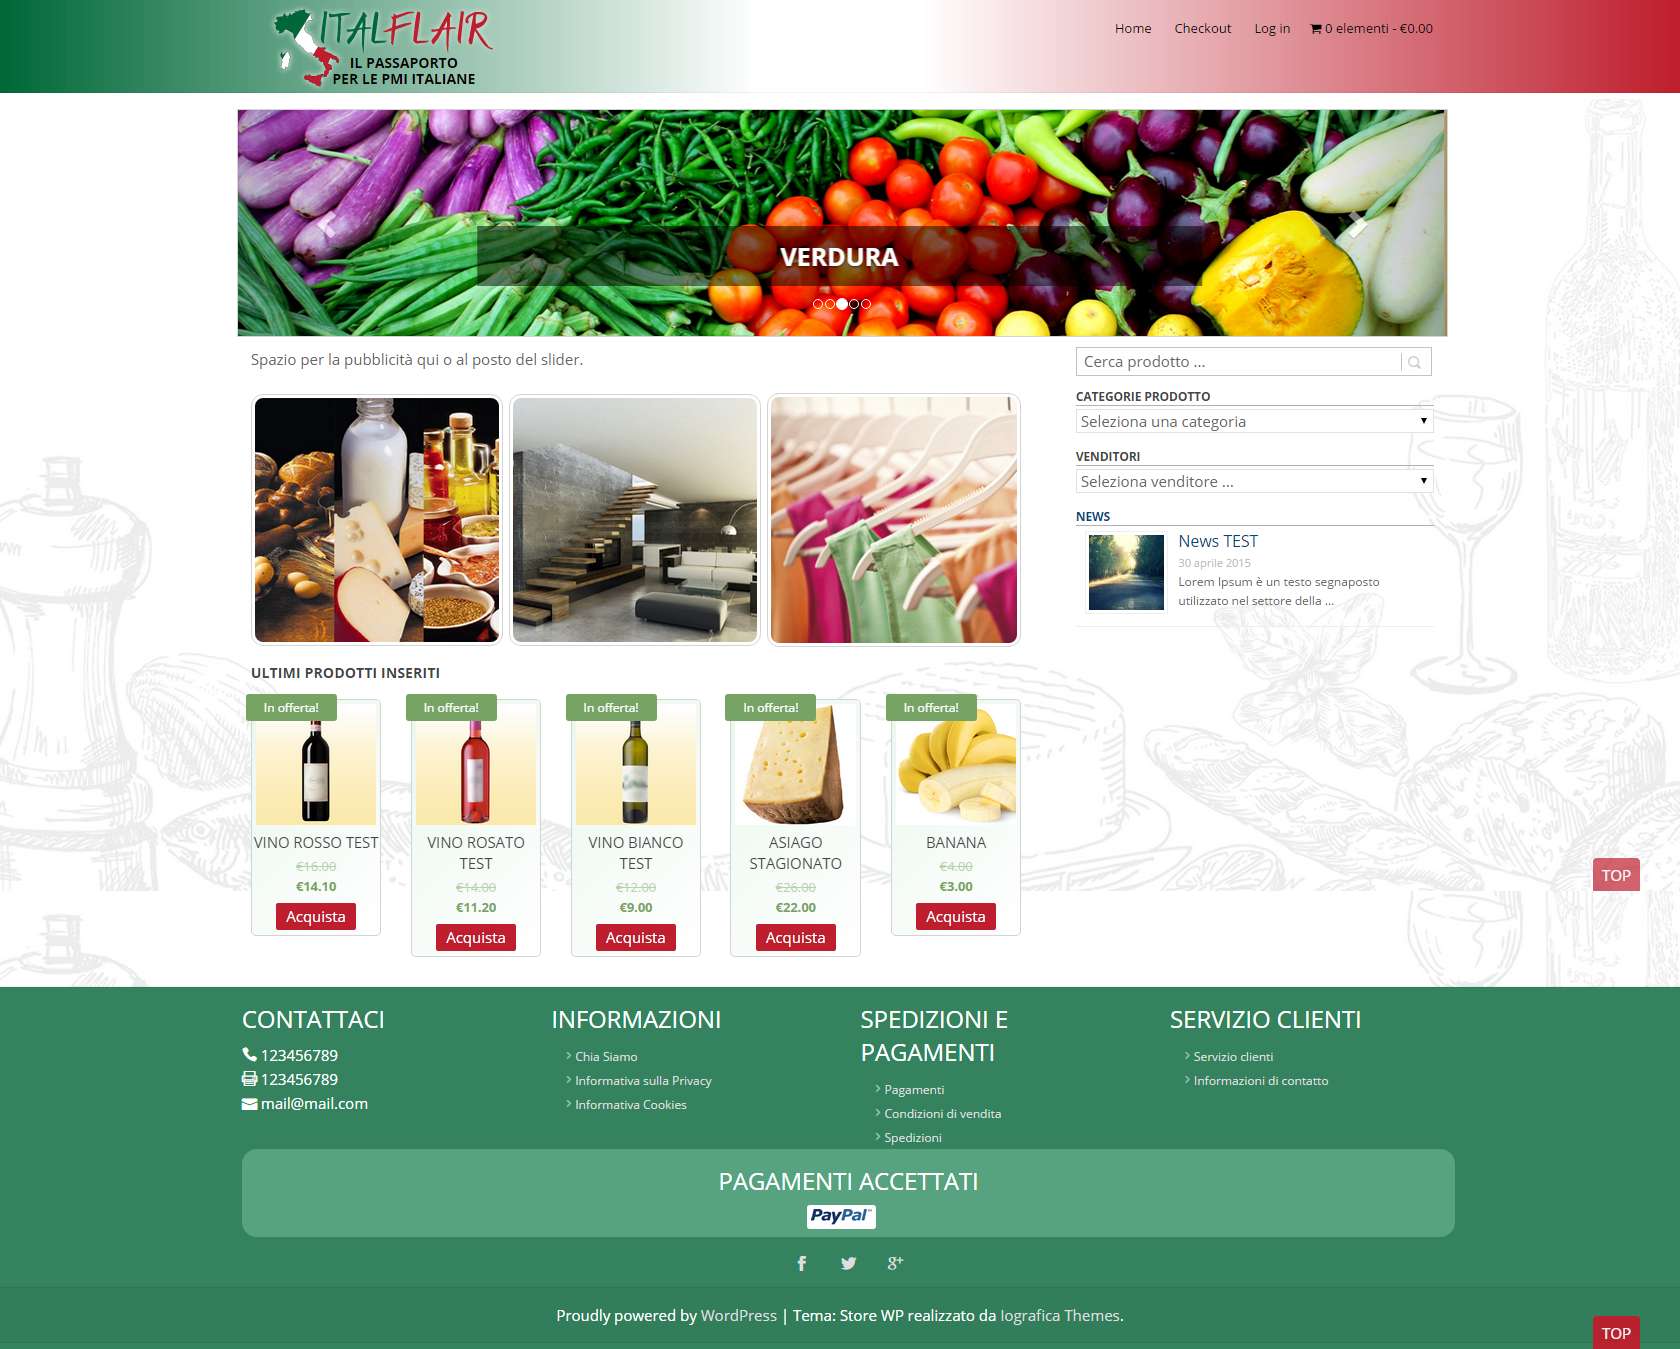 ITALFLAIR
IL PASSAPORTO
PER LE PMI ITALIANE
Home Checkout Log in 0 elementi - €0.00
VERDURA
Spazio per la pubblicità qui o al posto del slider.
Cerca prodotto ...
CATEGORIE PRODOTTO
Seleziona una categoria
VENDITORI
Seleziona venditore ...
NEWS
News TEST
30 aprile 2015
Lorem Ipsum è un testo segnaposto
utilizzato nel settore della ...
ULTIMI PRODOTTI INSERITI
In offerta!
VINO ROSSO TEST
€16.00
€14.10
Acquista
In offerta!
VINO ROSATO
TEST
€14.00
€11.20
Acquista
In offerta!
VINO BIANCO
TEST
€12.00
€9.00
Acquista
In offerta!
ASIAGO
STAGIONATO
€26.00
€22.00
Acquista
In offerta!
BANANA
€4.00
€3.00
Acquista
TOP
CONTATTACI
123456789
123456789
mail@mail.com
INFORMAZIONI
Chia Siamo
Informativa sulla Privacy
Informativa Cookies
SPEDIZIONI E
PAGAMENTI
Pagamenti
Condizioni di vendita
Spedizioni
SERVIZIO CLIENTI
Servizio clienti
Informazioni di contatto
PAGAMENTI ACCETTATI
PayPal
Proudly powered by WordPress | Tema: Store WP realizzato da Iografica Themes.
TOP